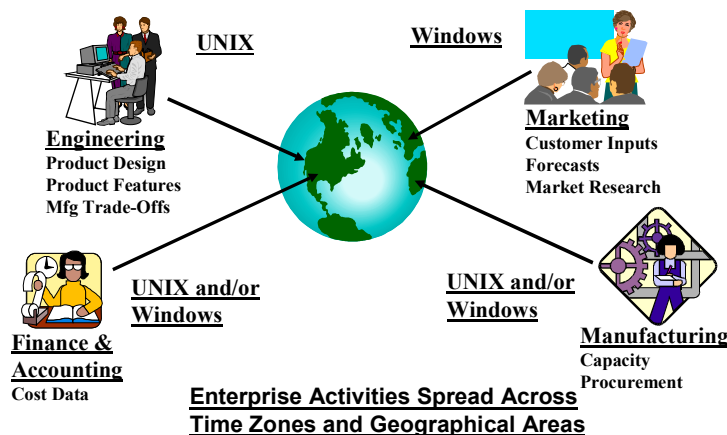 UNIX
Windows
Engineering
Product Design
Product Features
Mfg Trade-Offs
Marketing
Customer Inputs
Forecasts
Market Research
UNIX and/or
Windows
UNIX and/or
Windows
Finance &
Accounting
Cost Data
Manufacturing
Capacity
Procurement
Enterprise Activities Spread Across
Time Zones and Geographical Areas